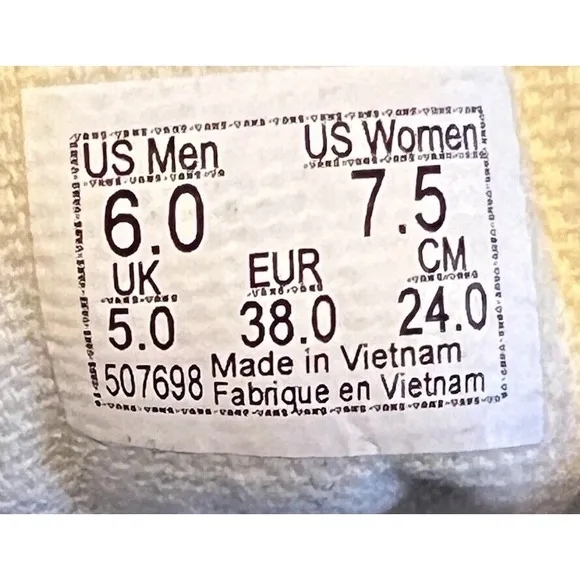 US Men US Women
6.0 7.5
UK EUR CM
5.0 38.0 24.0
507698 Made in Vietnam
Fabrique en Vietnam